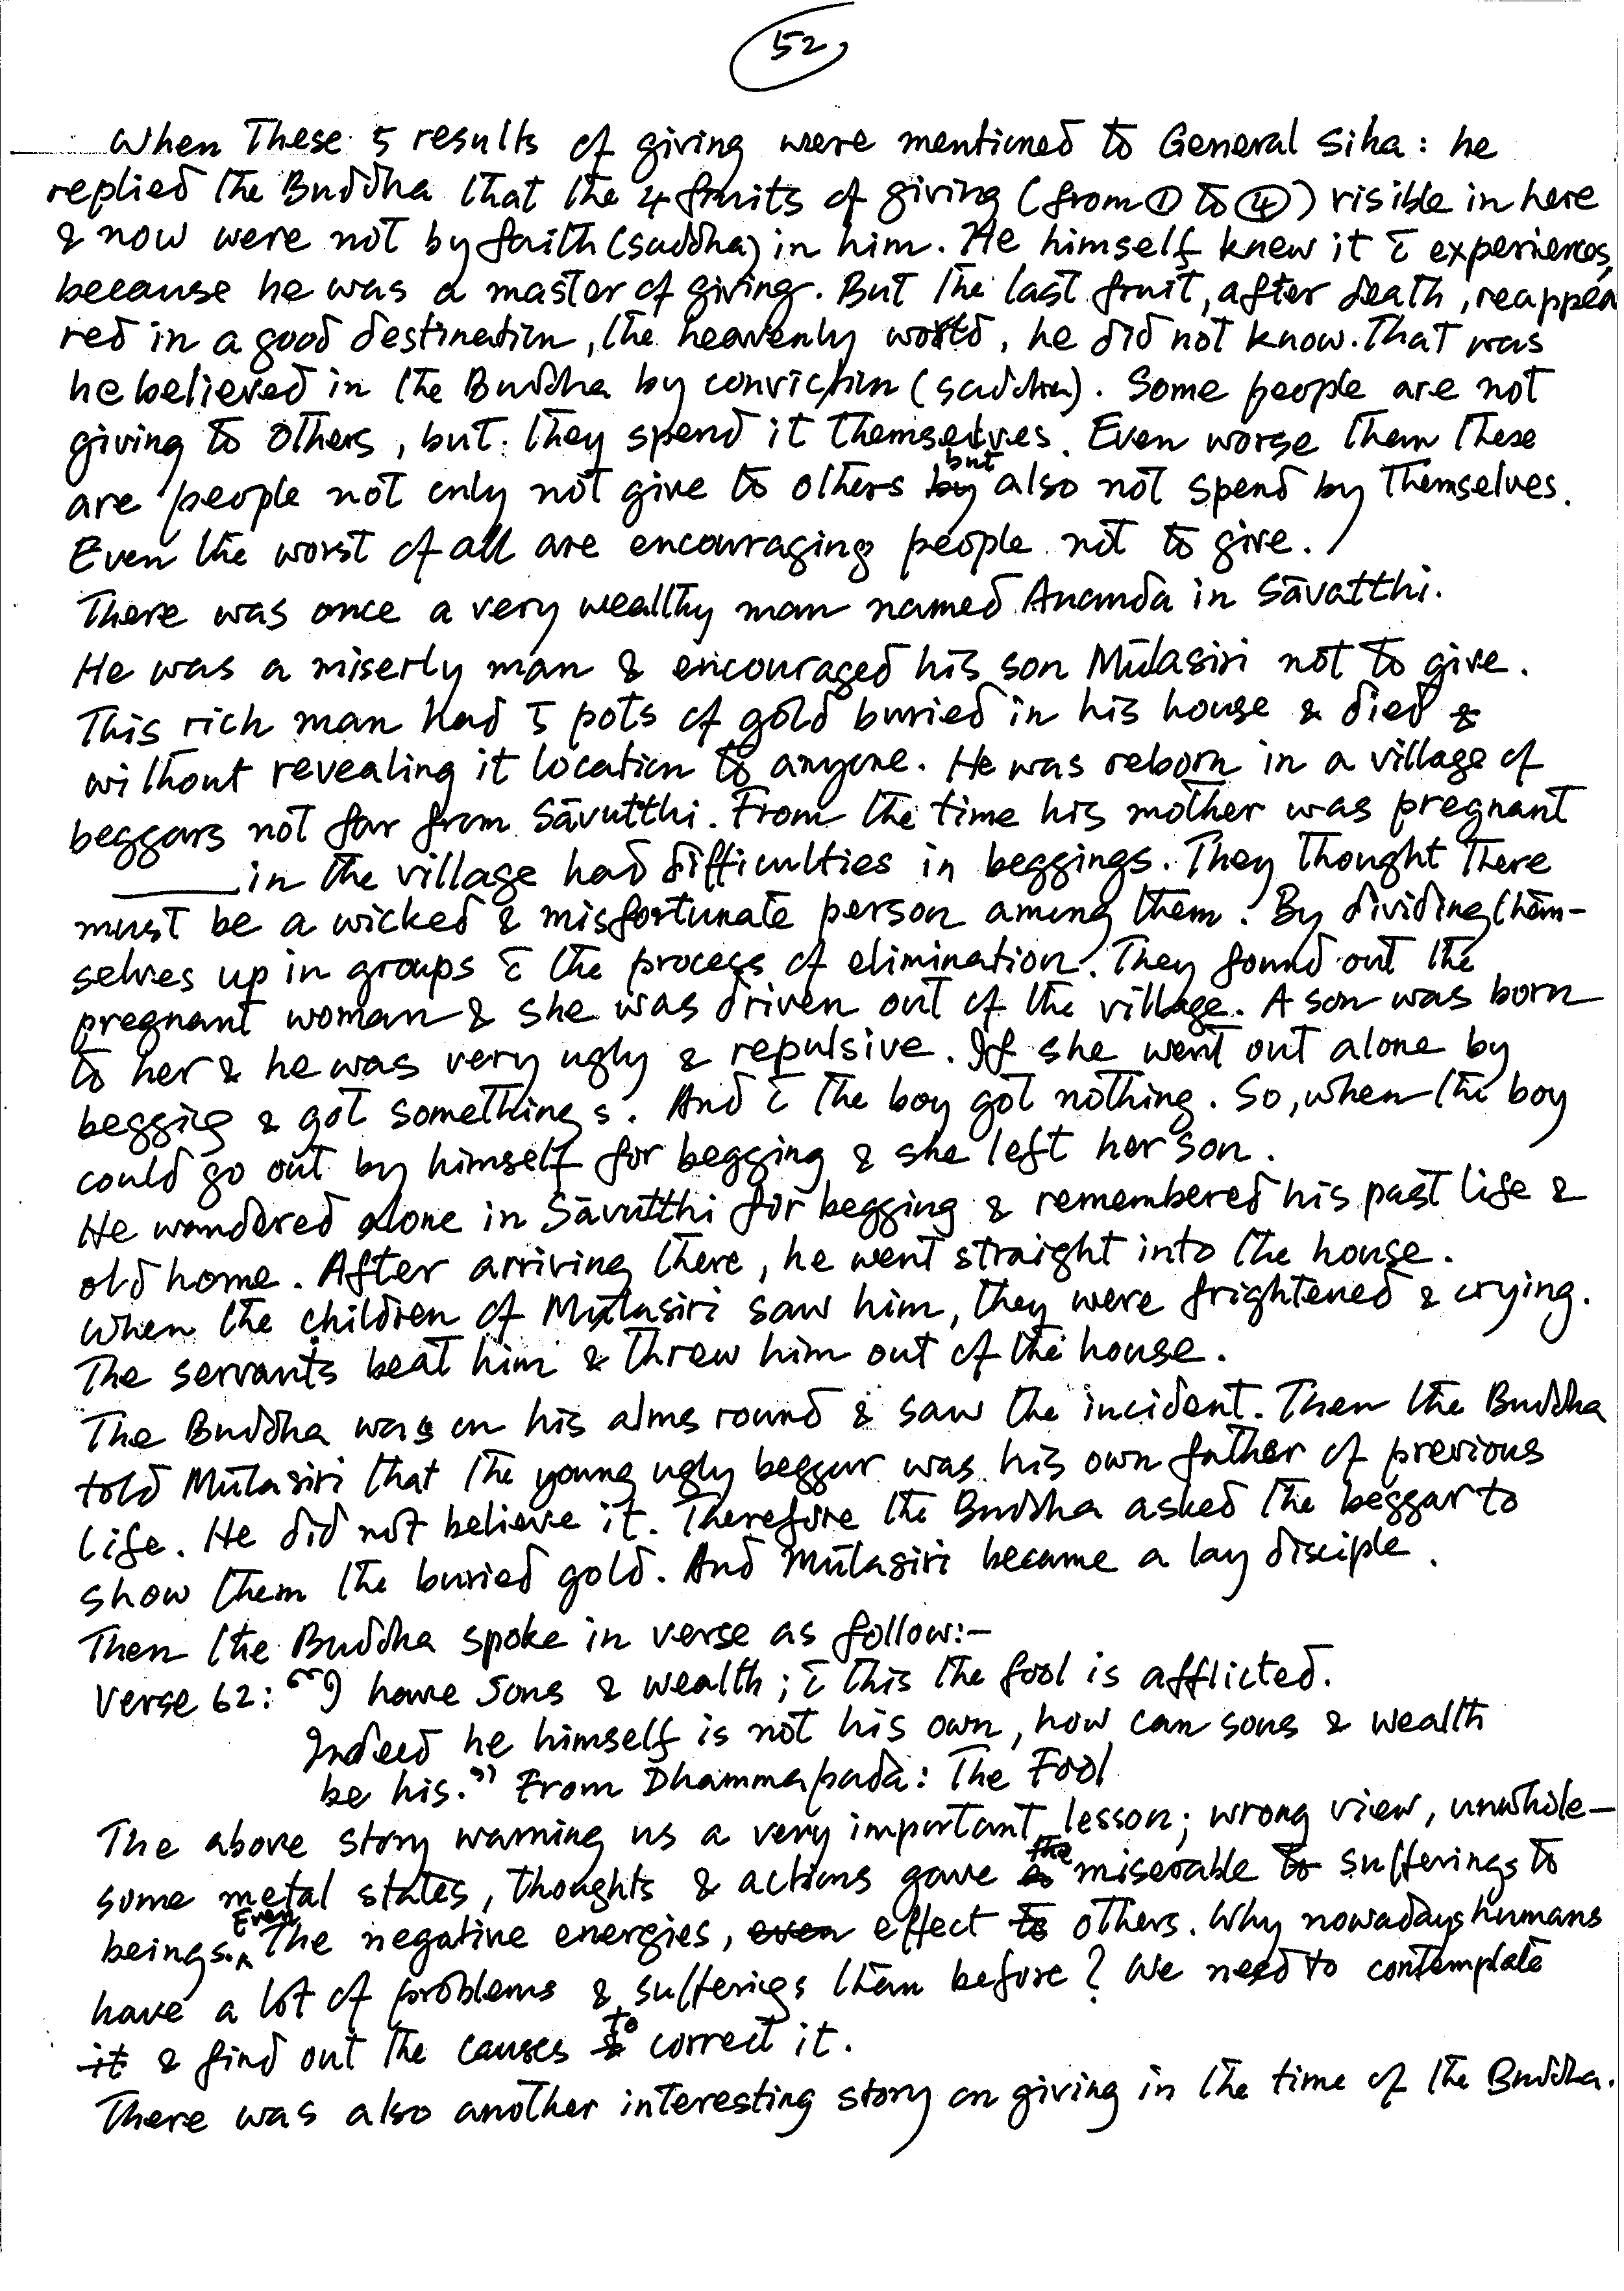 52
When These 5 results of giving were mentioned to General Siha : he
replied the Buddha that the 4 fruits of giving (from ① to ④) visible in here
& now were not by faith (saddha) in him. He himself knew it c̄ experiences,
because he was a master of giving. But the last fruit, after death, reappea
red in a good destination, the heavenly world, he did not know. That was
he believed in the Buddha by conviction (saddha). Some people are not
giving to others, but they spend it themselves. Even worse than these
are people not only not give to others but also not spend by themselves.
Even the worst of all are encouraging people not to give.
There was once a very wealthy man named Ananda in Sāvatthi.
He was a miserly man & encouraged his son Mūlasiri not to give.
This rich man had 5 pots of gold buried in his house & died
without revealing it location to anyone. He was reborn in a village of
beggars not far from Sāvutthi. From the time his mother was pregnant
in the village had difficulties in beggings. They thought there
must be a wicked & misfortunate person among them. By dividing them-
selves up in groups c̄ the process of elimination. They found out the
pregnant woman & she was driven out of the village. A son was born
to her & he was very ugly & repulsive. If she went out alone by
beggig & got somethings. And c̄ the boy got nothing. So, when the boy
could go out by himself for begging & she left her son.
He wandered alone in Sāvutthi for begging & remembered his past life &
old home. After arriving there, he went straight into the house.
When the children of Mūlasiri saw him, they were frightened & crying.
The servants beat him & threw him out of the house.
The Buddha was on his alms round & saw the incident. Then the Buddha
told Mūlasiri that the young ugly beggar was his own father of previous
life. He did not believe it. Therefore the Buddha asked the beggar to
show them the buried gold. And Mūlasiri became a lay disciple.
Then the Buddha spoke in verse as follow:-
Verse 62: "I have sons & wealth; c̄ this the fool is afflicted.
Indeed he himself is not his own, how can sons & wealth
be his." From Dhammapada: The Fool
The above story warning us a very important lesson; wrong view, unwhole-
some metal states, thoughts & actions gave the miserable sufferings to
beings. Even The negative energies, effect others. Why nowadays humans
have a lot of problems & sufferigs than before? We need to contemplate
& find out the causes to correct it.
There was also another interesting story on giving in the time of the Buddha.